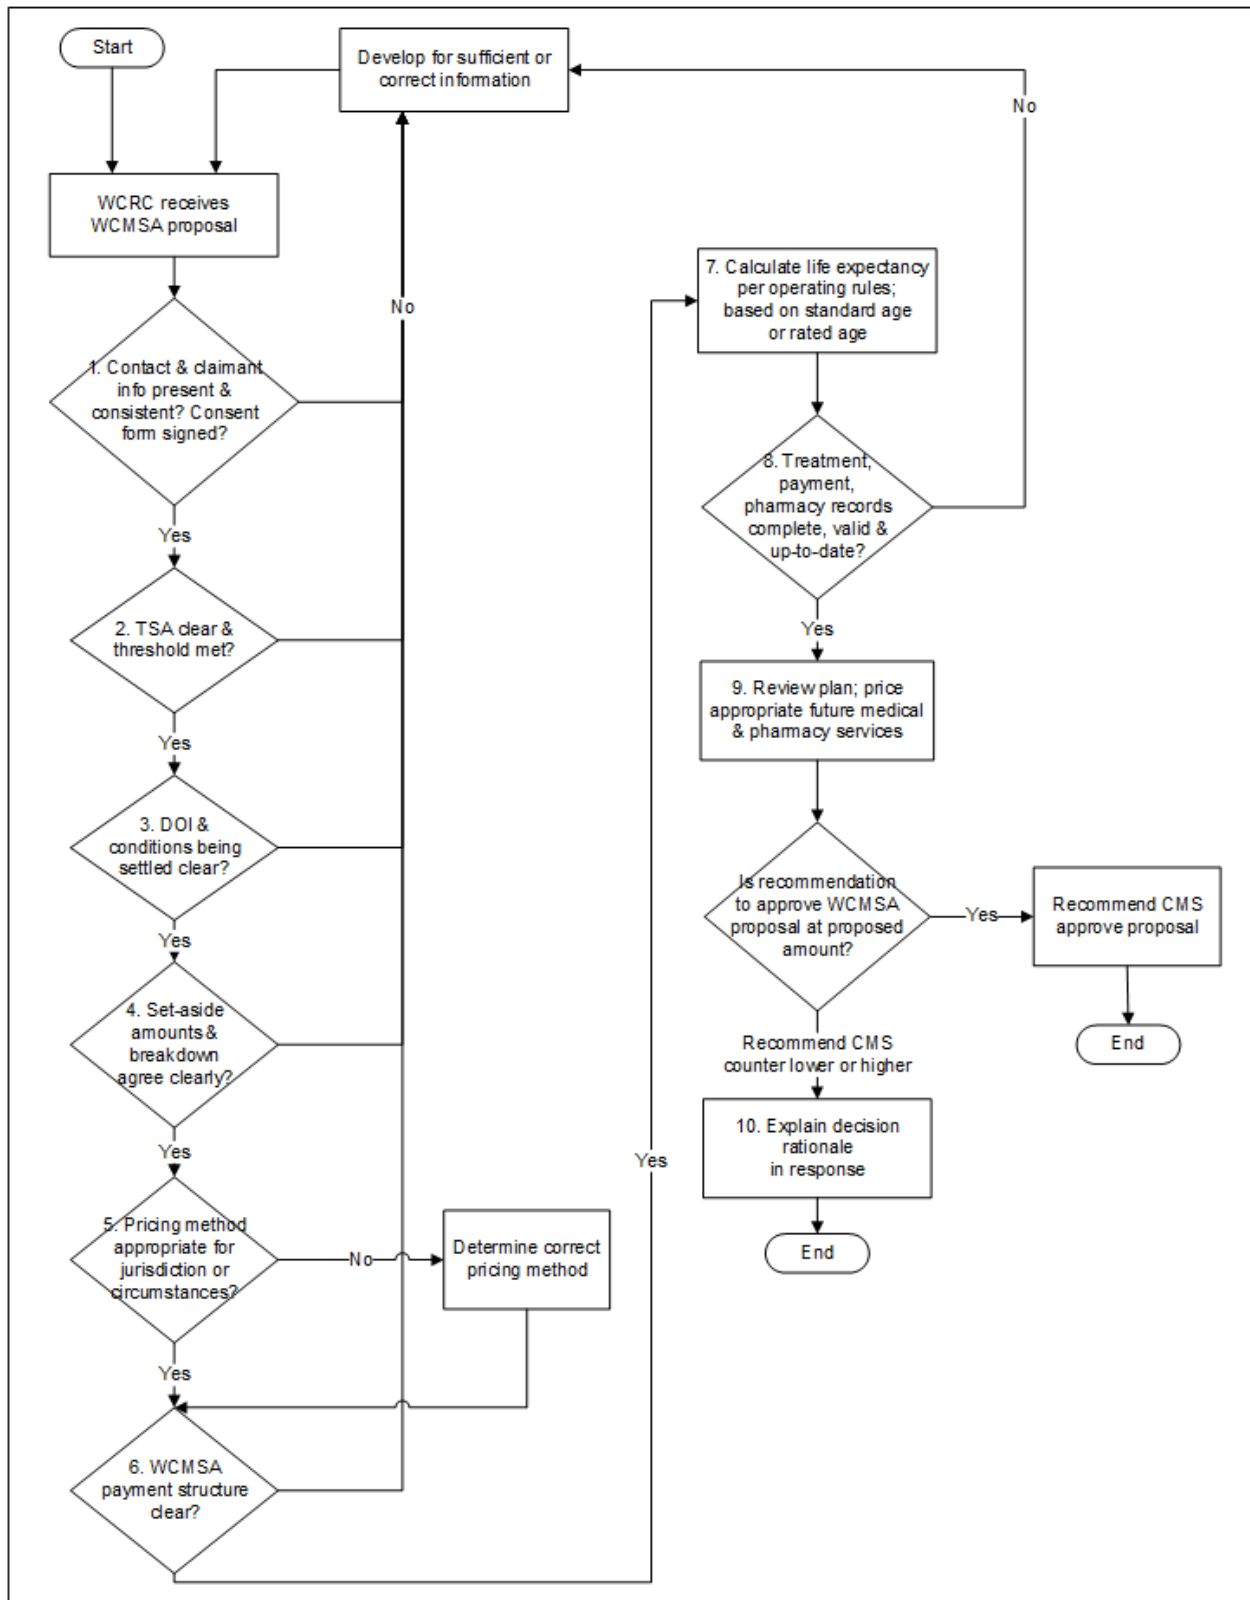 Start
Develop for sufficient or
correct information
No
WCRC receives
WCMSA proposal
No
1. Contact & claimant
info present &
consistent? Consent
form signed?
Yes
2. TSA clear &
threshold met?
Yes
3. DOI &
conditions being
settled clear?
Yes
4. Set-aside
amounts &
breakdown
agree clearly?
Yes
5. Pricing method
appropriate for
jurisdiction or
circumstances?
No
Determine correct
pricing method
Yes
6. WCMSA
payment structure
clear?
Yes
7. Calculate life expectancy
per operating rules;
based on standard age
or rated age
8. Treatment,
payment,
pharmacy records
complete, valid &
up-to-date?
Yes
9. Review plan; price
appropriate future medical
& pharmacy services
Is recommendation
to approve WCMSA
proposal at proposed
amount?
Yes
Recommend CMS
approve proposal
End
Recommend CMS
counter lower or higher
10. Explain decision
rationale
in response
End